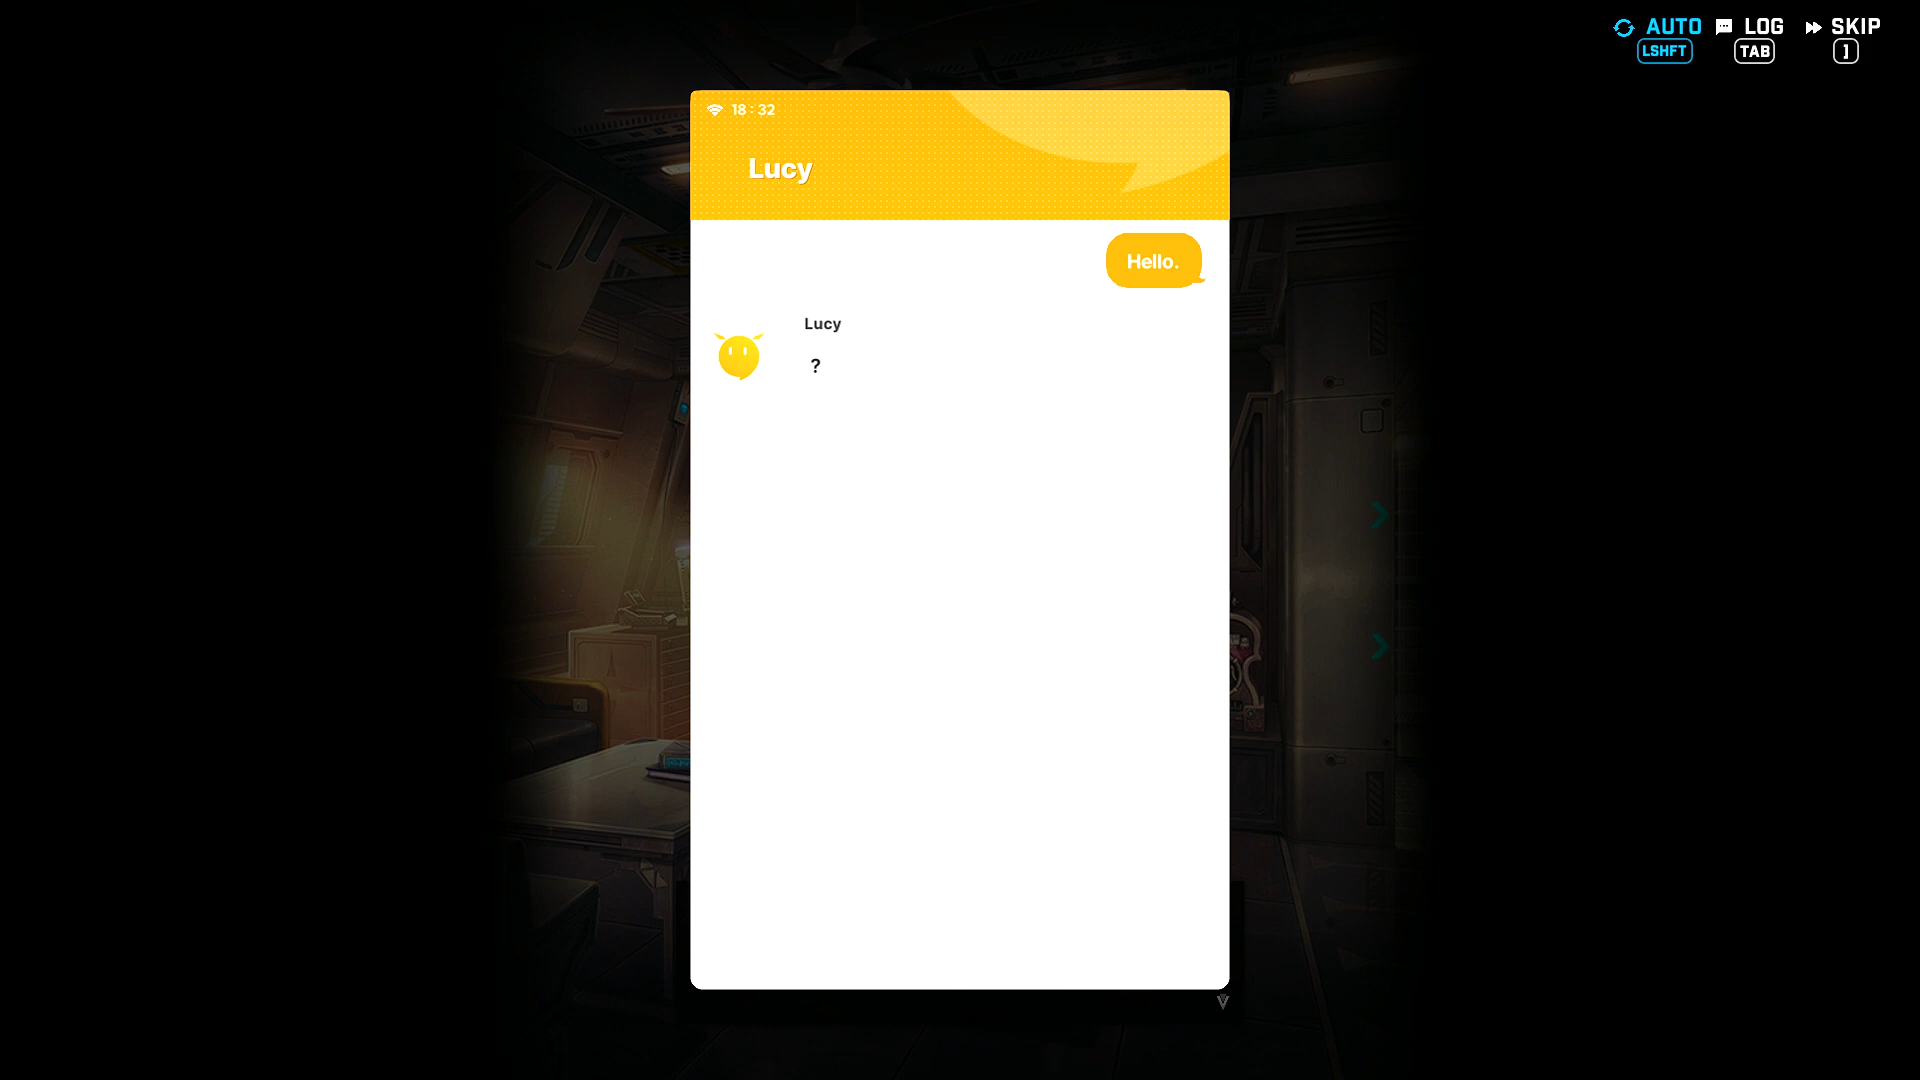 AUTO LOG SKIP
LSHFT TAB ]
18 : 32
Lucy
Hello.
Lucy
?